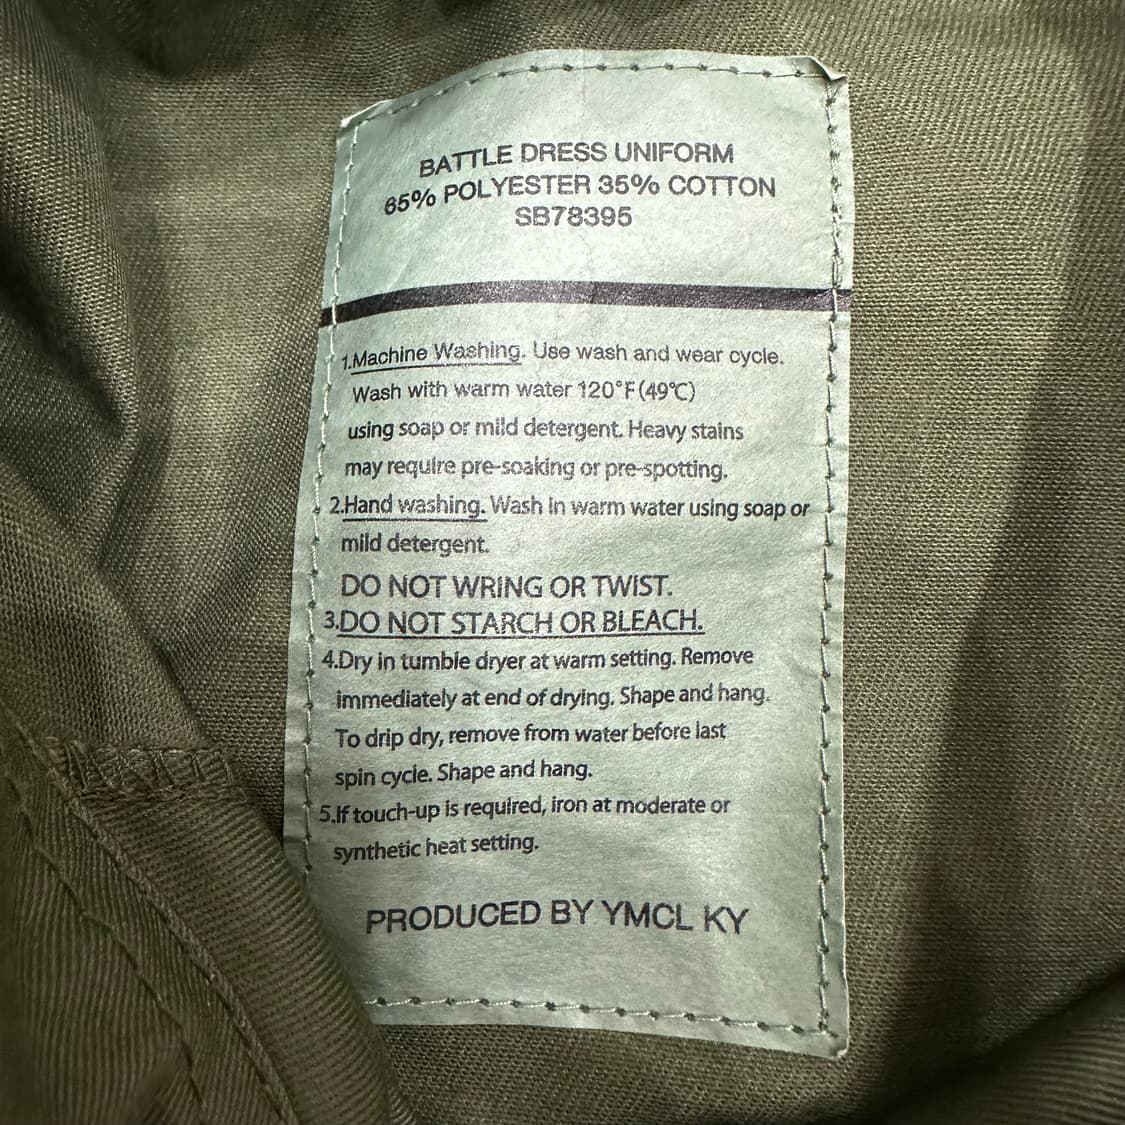 BATTLE DRESS UNIFORM
65% POLYESTER 35% COTTON
SB78395
1.Machine Washing. Use wash and wear cycle.
Wash with warm water 120°F(49℃)
using soap or mild detergent. Heavy stains
may require pre-soaking or pre-spotting.
2.Hand washing. Wash in warm water using soap or
mild detergent.
DO NOT WRING OR TWIST.
3.DO NOT STARCH OR BLEACH.
4.Dry in tumble dryer at warm setting. Remove
immediately at end of drying. Shape and hang.
To drip dry, remove from water before last
spin cycle. Shape and hang.
5.If touch-up is required, iron at moderate or
synthetic heat setting.
PRODUCED BY YMCL KY